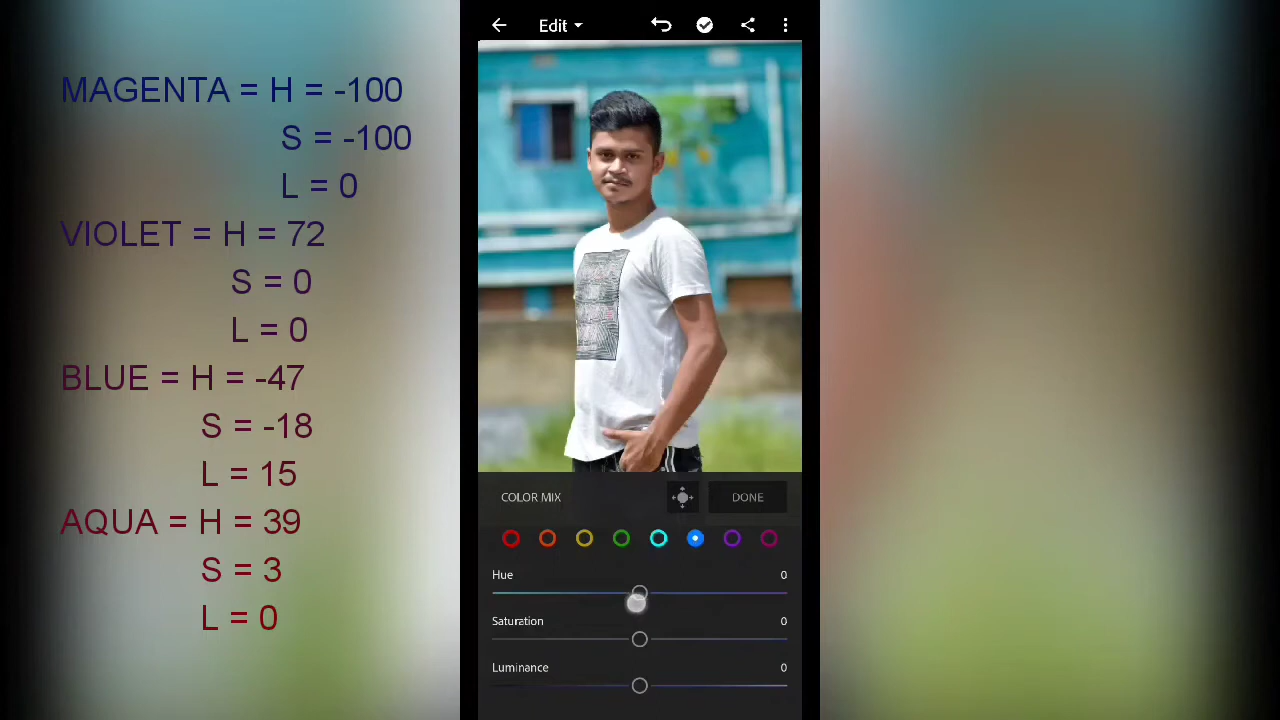 MAGENTA = H = -100
S = -100
L = 0
VIOLET = H = 72
S = 0
L = 0
BLUE = H = -47
S = -18
L = 15
AQUA = H = 39
S = 3
L = 0
Edit
COLOR MIX
DONE
Hue 0
Saturation 0
Luminance 0